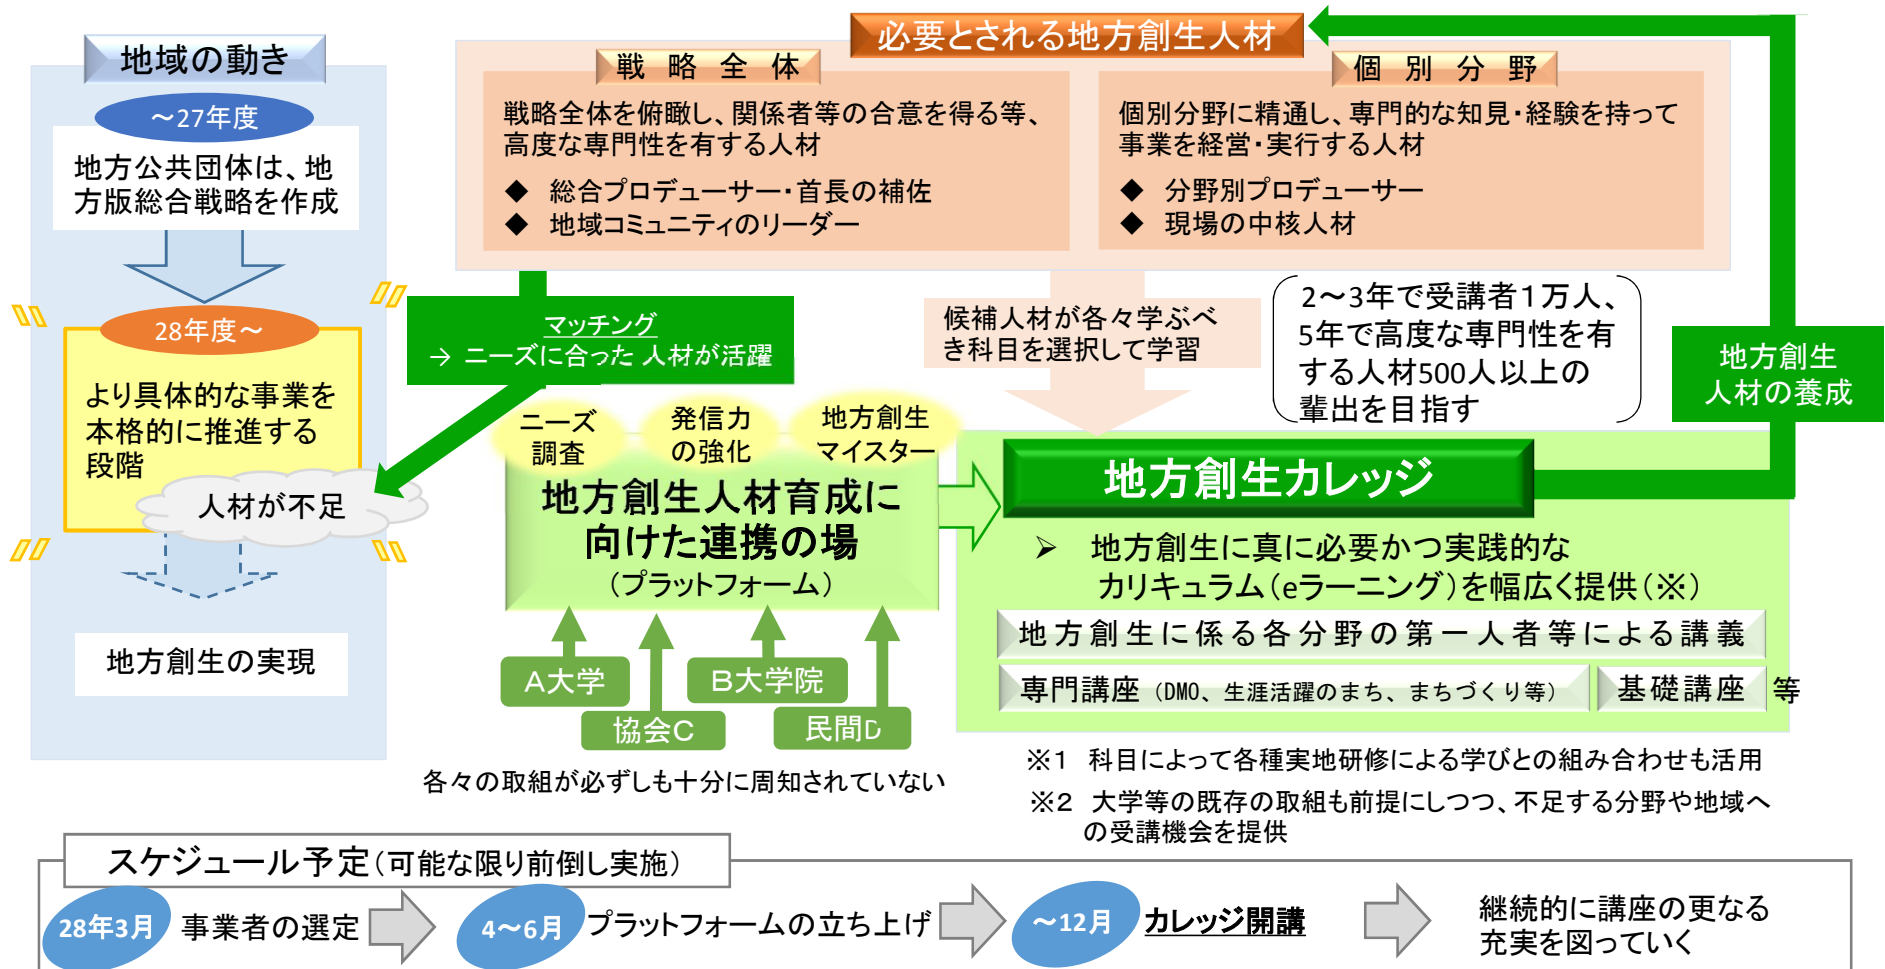 地域の動き
～27年度
地方公共団体は、地
方版総合戦略を作成
28年度～
より具体的な事業を
本格的に推進する
段階
人材が不足
地方創生の実現
必要とされる地方創生人材
戦略全体
戦略全体を俯瞰し、関係者等の合意を得る等、
高度な専門性を有する人材
◆ 総合プロデューサー・首長の補佐
◆ 地域コミュニティのリーダー
個別分野
個別分野に精通し、専門的な知見・経験を持って
事業を経営・実行する人材
◆ 分野別プロデューサー
◆ 現場の中核人材
マッチング
→ ニーズに合った 人材が活躍
候補人材が各々学ぶべ
き科目を選択して学習
2～3年で受講者１万人、
5年で高度な専門性を有
する人材500人以上の
輩出を目指す
地方創生
人材の養成
ニーズ
調査
発信力
の強化
地方創生
マイスター
地方創生人材育成に
向けた連携の場
（プラットフォーム）
A大学
協会C
B大学院
民間D
各々の取組が必ずしも十分に周知されていない
地方創生カレッジ
➢ 地方創生に真に必要かつ実践的な
カリキュラム（eラーニング）を幅広く提供（※）
地方創生に係る各分野の第一人者等による講義
専門講座（DMO、生涯活躍のまち、まちづくり等）
基礎講座 等
※1 科目によって各種実地研修による学びとの組み合わせも活用
※2 大学等の既存の取組も前提にしつつ、不足する分野や地域へ
の受講機会を提供
スケジュール予定（可能な限り前倒し実施）
28年3月 事業者の選定
4～6月 プラットフォームの立ち上げ
～12月 カレッジ開講
継続的に講座の更なる
充実を図っていく